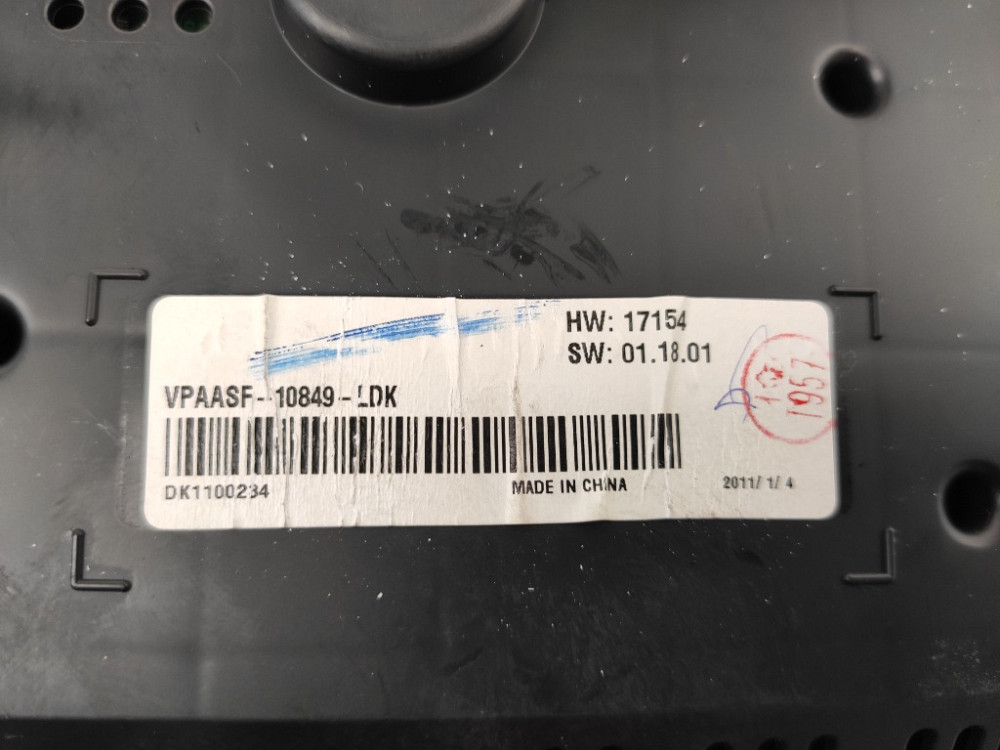 HW: 17154
SW: 01.18.01
VPAASF-10849-LDK
DK1100234
MADE IN CHINA
2011/ 1/ 4
1957